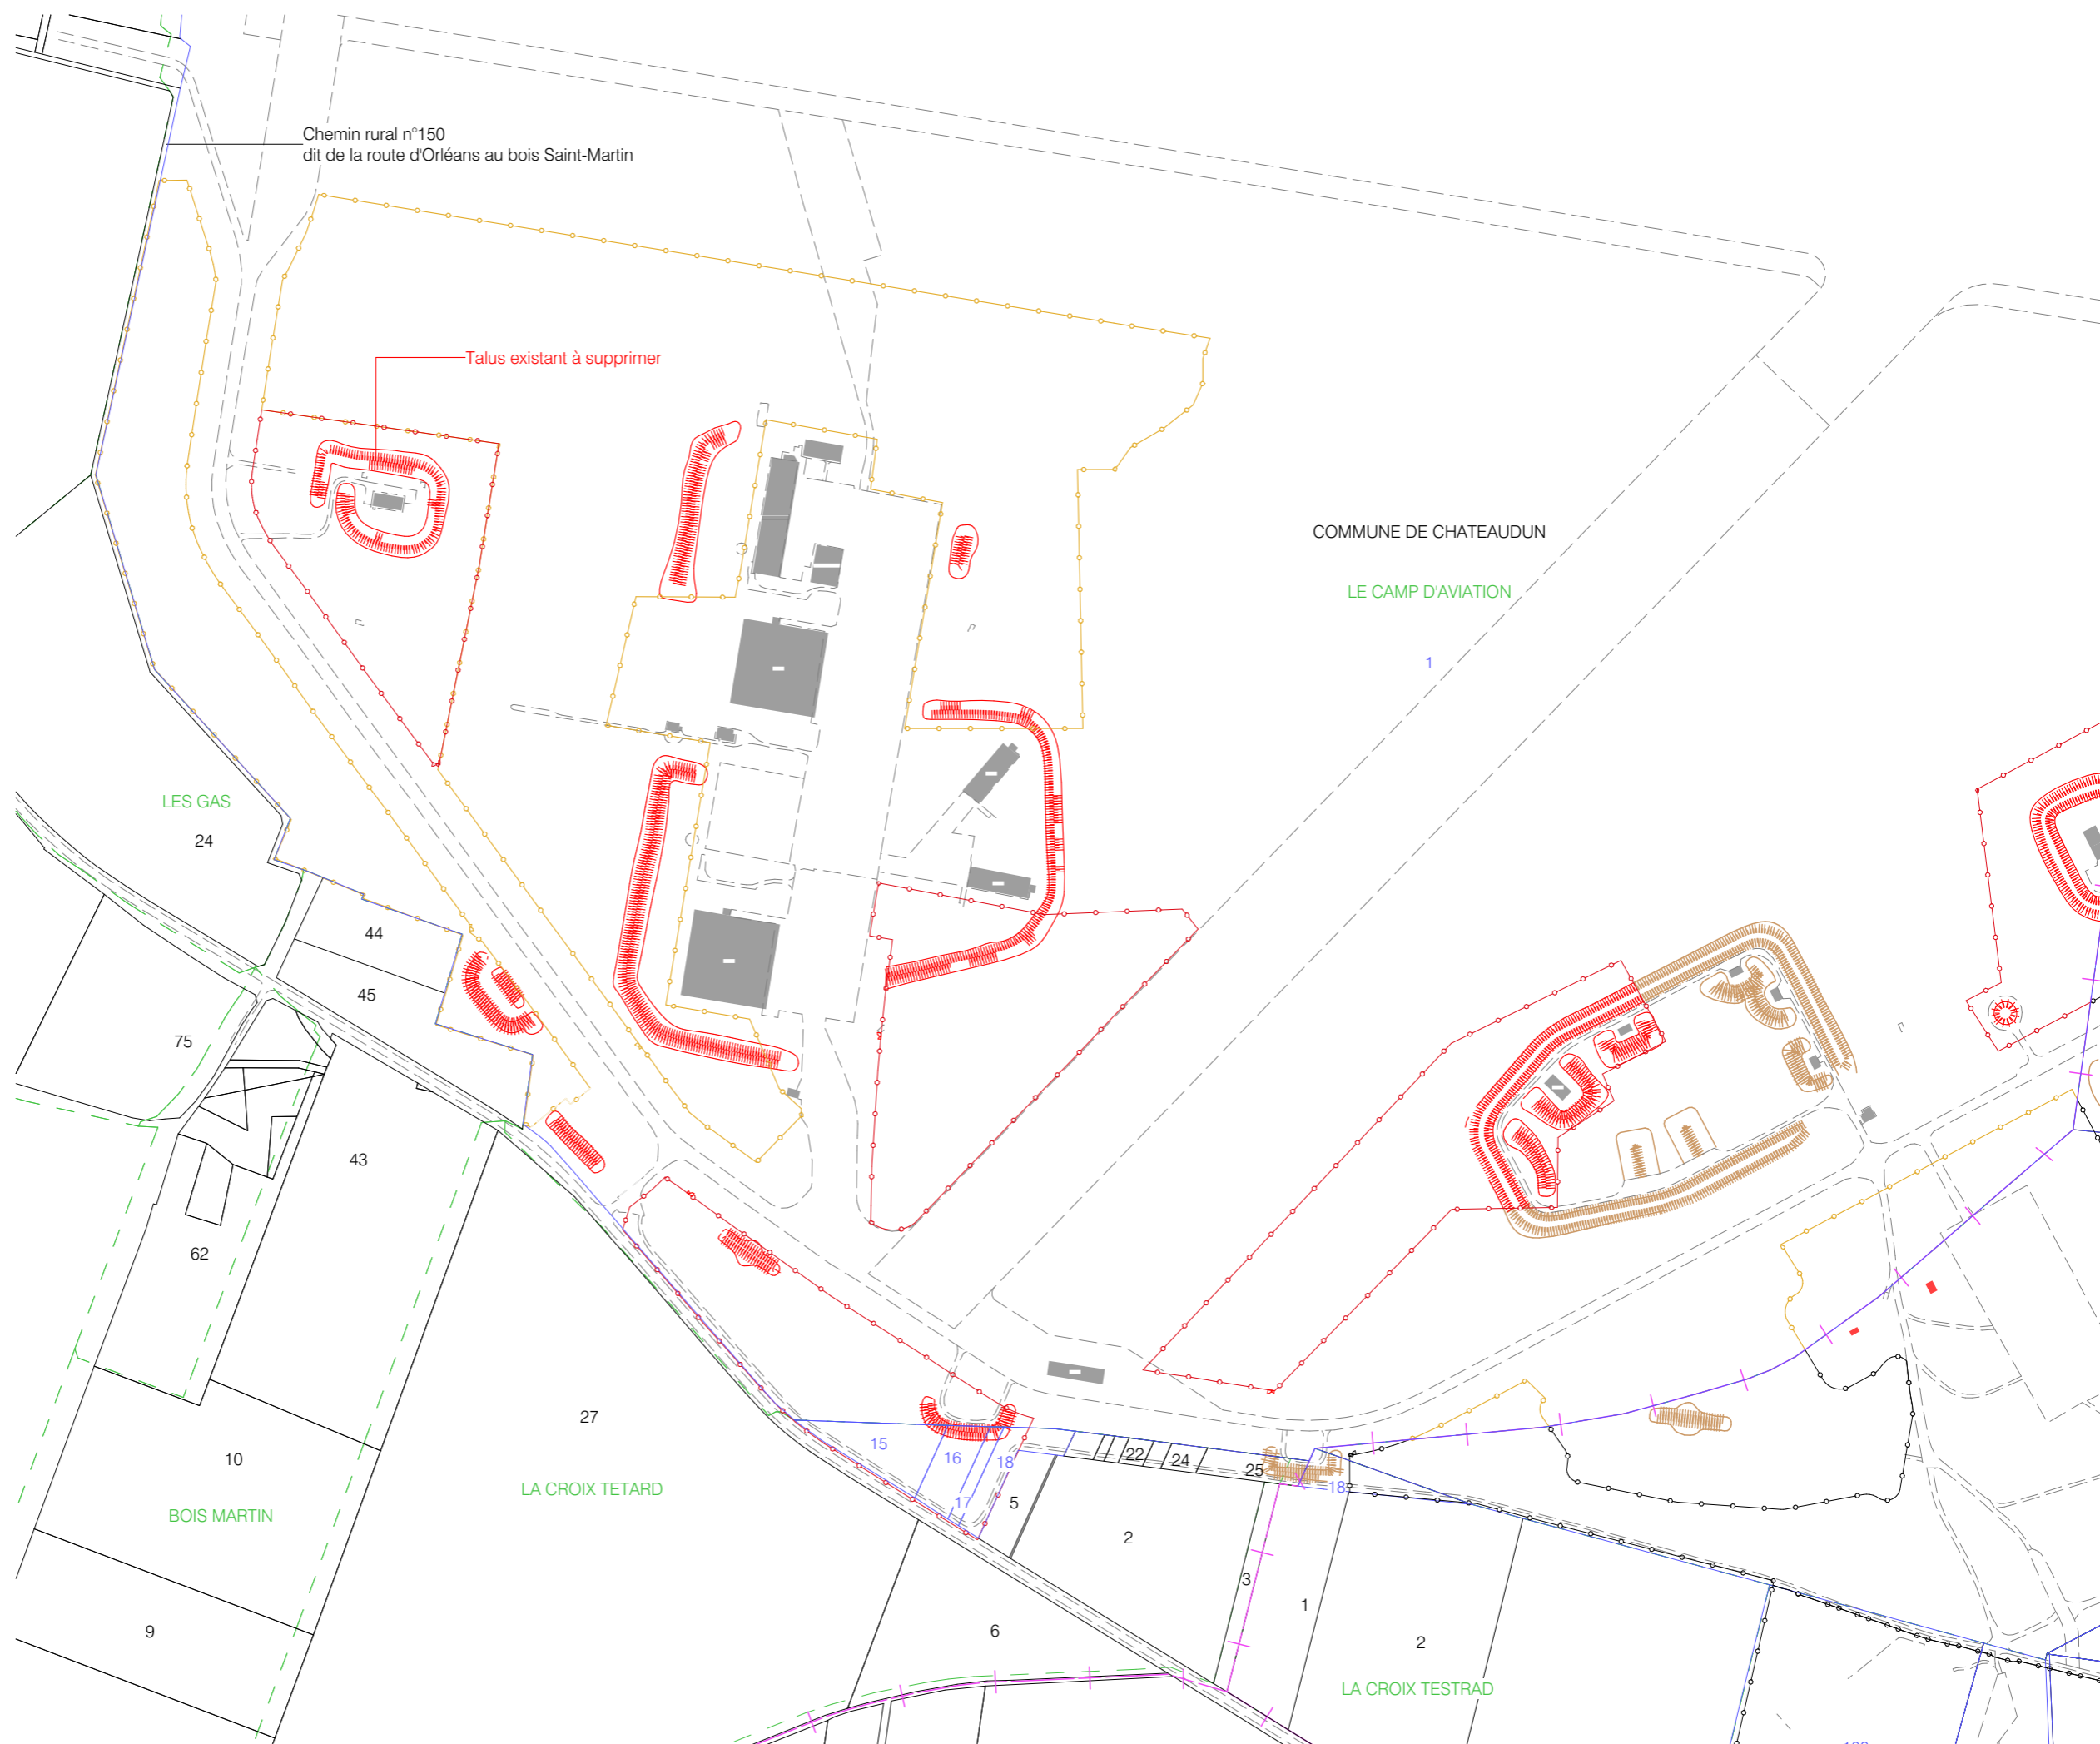 Chemin rural n°150
dit de la route d'Orléans au bois Saint-Martin
Talus existant à supprimer
COMMUNE DE CHATEAUDUN
LE CAMP D'AVIATION
1
LES GAS
24
44
45
75
43
62
27
10
BOIS MARTIN
LA CROIX TETARD
9
15
16
17
18
5
22
24
25
18
2
3
1
6
2
LA CROIX TESTRAD